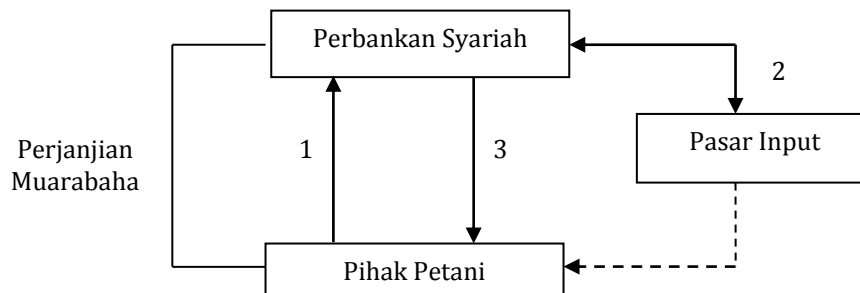 Perbankan Syariah
2
Pasar Input
Perjanjian
Muarabaha
1
3
Pihak Petani